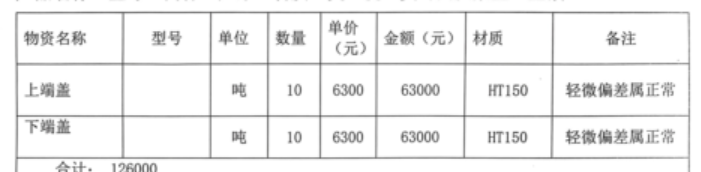 物资名称 型号 单位 数量 单价（元） 金额（元） 材质 备注
上端盖 吨 10 6300 63000 HT150 轻微偏差属正常
下端盖 吨 10 6300 63000 HT150 轻微偏差属正常
合计: 126000